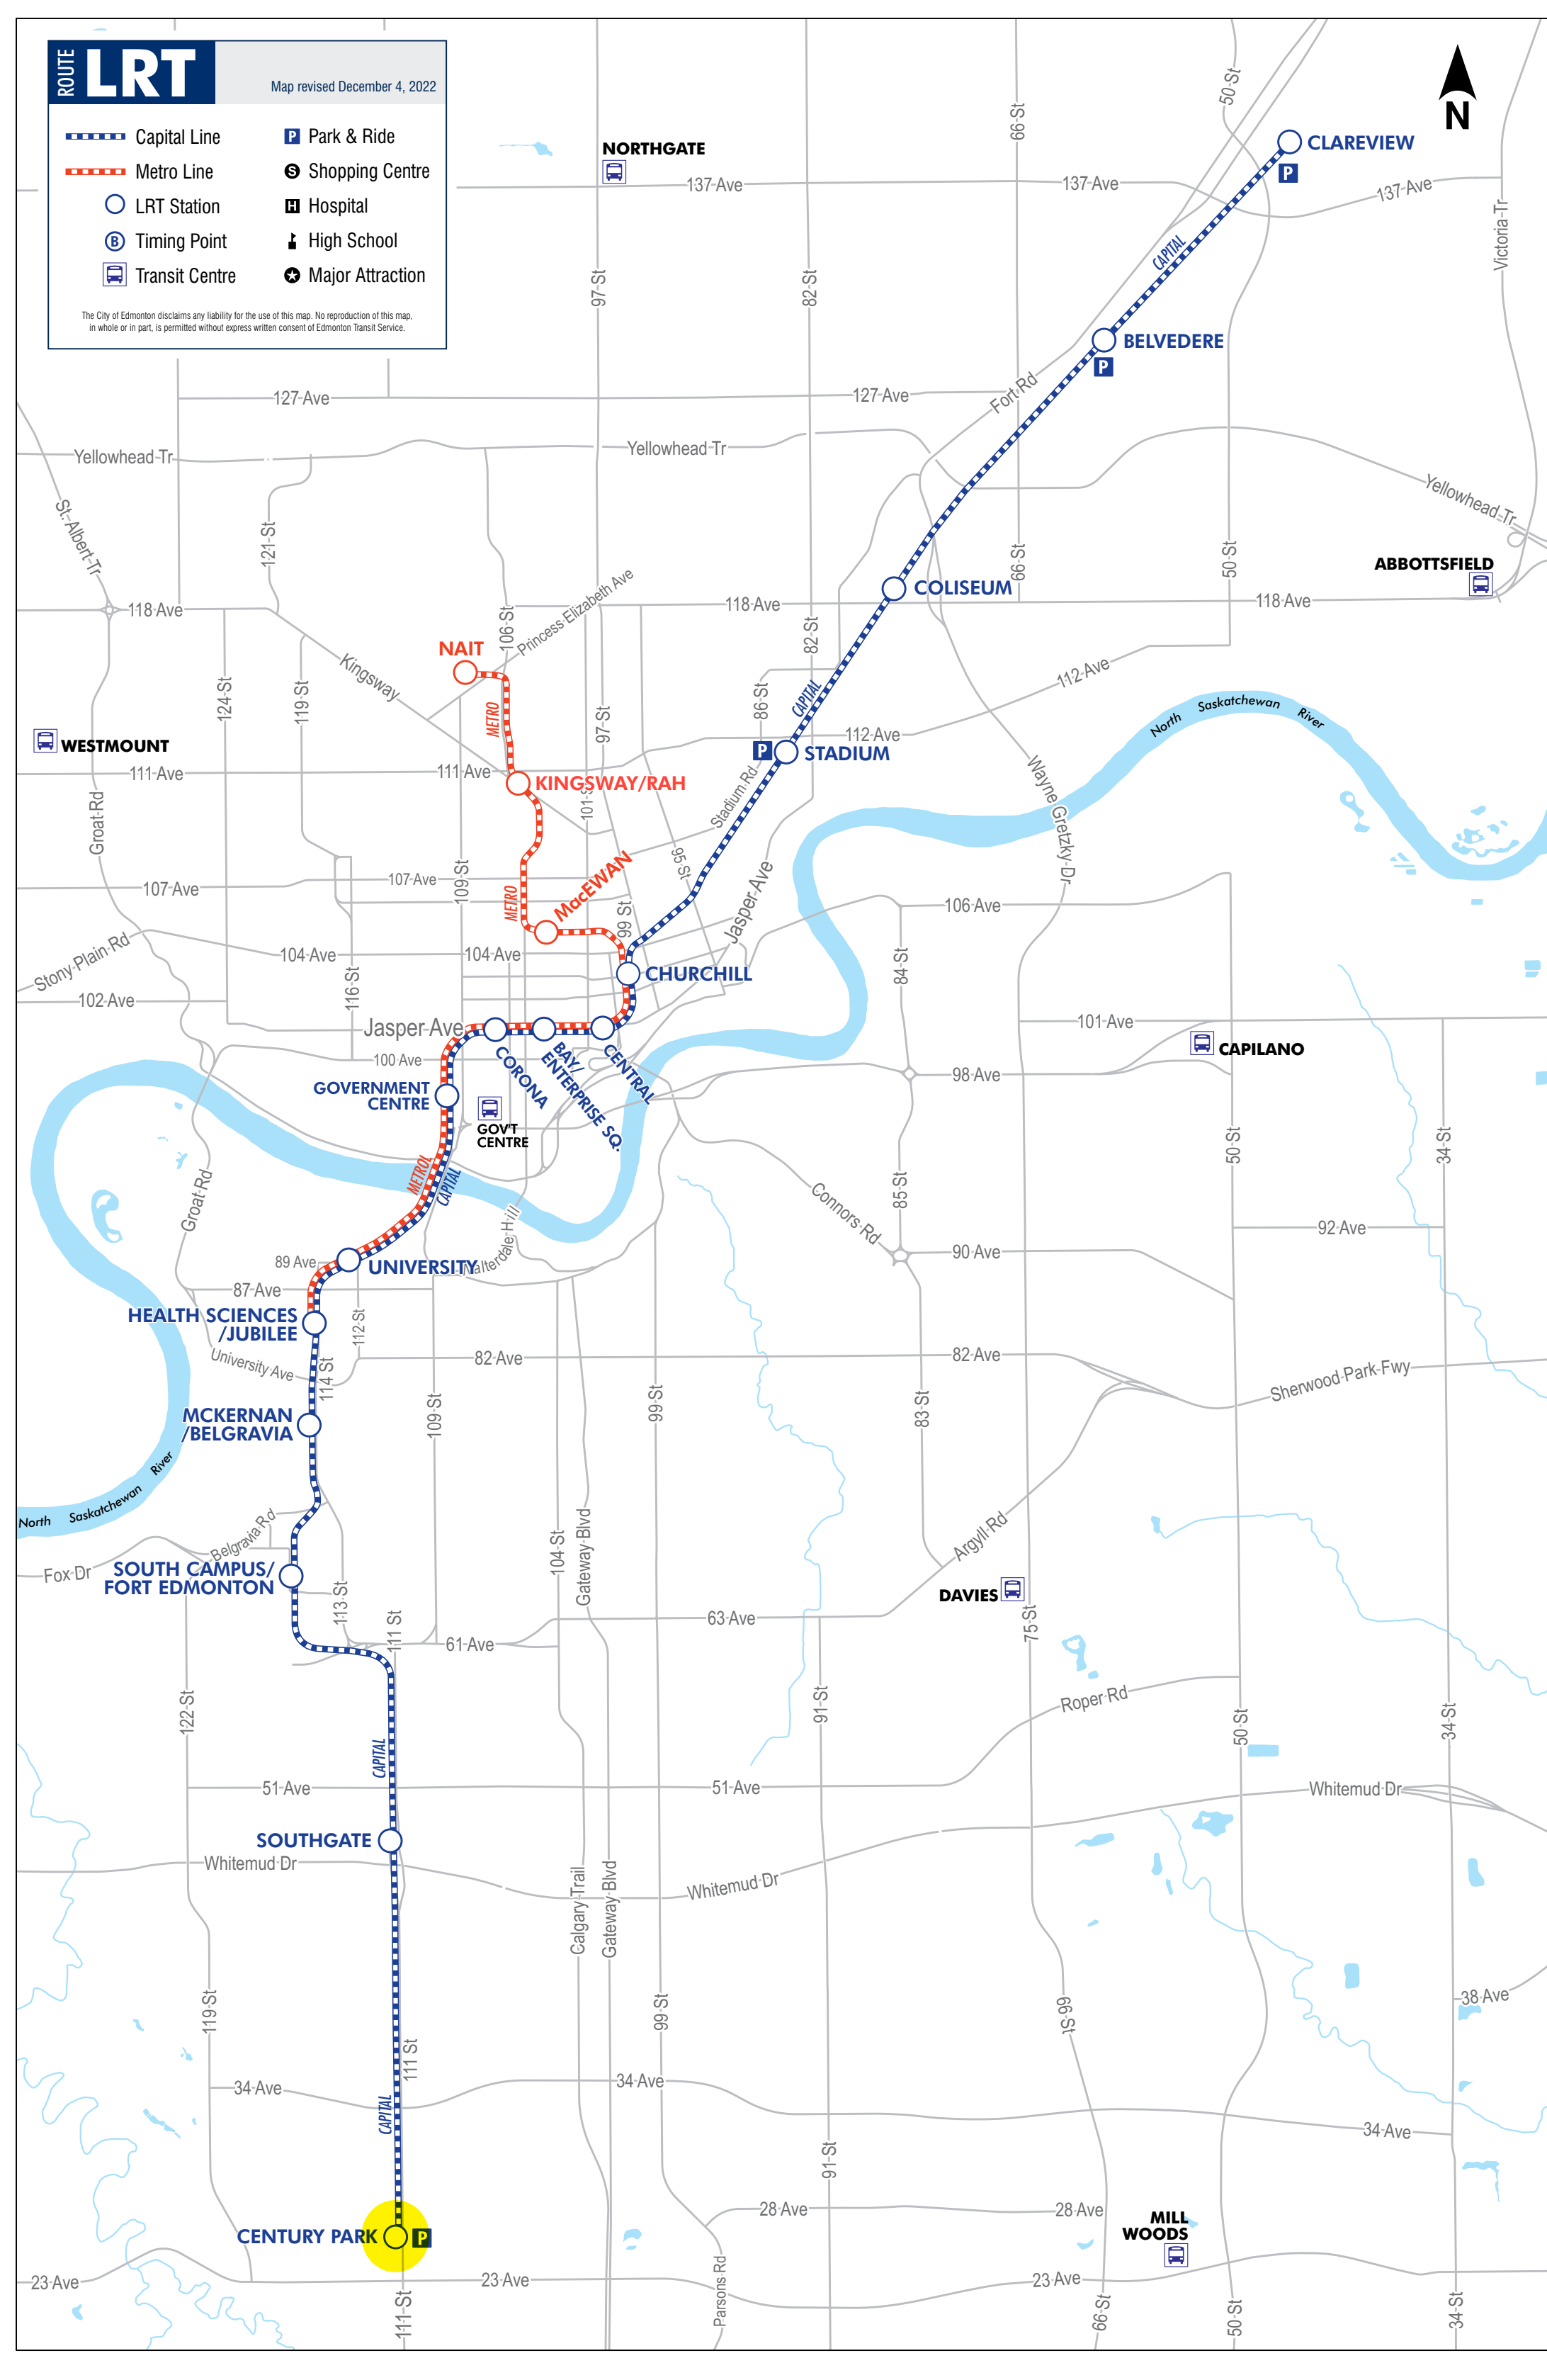 ROUTE
LRT
Map revised December 4, 2022
Capital Line
Metro Line
LRT Station
B
Timing Point
Transit Centre
P
Park & Ride
S
Shopping Centre
H
Hospital
High School
Major Attraction
The City of Edmonton disclaims any liability for the use of this map. No reproduction of this map,
in whole or in part, is permitted without express written consent of Edmonton Transit Service.
N
50-St
66-St
CLAREVIEW
P
NORTHGATE
137-Ave
137-Ave
137-Ave
Victoria-Tr
CAPITAL
97-St
82-St
BELVEDERE
P
127-Ave
127-Ave
Fort-Rd
Yellowhead-Tr
Yellowhead-Tr
Yellowhead-Tr
St.-Albert-Tr
121-St
66-St
50-St
ABBOTTSFIELD
COLISEUM
118-Ave
118-Ave
118-Ave
106-St
Princess Elizabeth Ave
82-St
NAIT
Kingsway
112-Ave
124-St
119-St
METRO
97-St
86-St
CAPITAL
North Saskatchewan River
WESTMOUNT
112-Ave
P
STADIUM
111-Ave
111-Ave
KINGSWAY/RAH
Groat-Rd
Stadium Rd
Wayne Gretzky-Dr
95 St
107-Ave
107-Ave
109-St
METRO
MacEWAN
99 St
Jasper Ave
106-Ave
Stony-Plain-Rd
104-Ave
104-Ave
84-St
116-St
CHURCHILL
102-Ave
Jasper Ave
101-Ave
CAPILANO
100 Ave
CORONA
BAY/
ENTERPRISE SQ.
CENTRAL
98-Ave
GOVERNMENT
CENTRE
GOV'T
CENTRE
METROL
CAPITAL
50-St
34-St
Groat-Rd
85-St
Connors-Rd
92 Ave
89 Ave
UNIVERSITY
90-Ave
87-Ave
HEALTH SCIENCES
/JUBILEE
112-St
University-Ave
114 St
82-Ave
82-Ave
Sherwood-Park-Fwy
MCKERNAN
/BELGRAVIA
109-St
99-St
83-St
North Saskatchewan River
Belgravia-Rd
Fox-Dr
SOUTH CAMPUS/
FORT EDMONTON
104-St
Gateway-Blvd
Argyll-Rd
DAVIES
113-St
111 St
61-Ave
63-Ave
75-St
122-St
91-St
Roper Rd
50-St
34-St
CAPITAL
51-Ave
51-Ave
Whitemud-Dr
SOUTHGATE
Whitemud Dr
Whitemud Dr
Calgary-Trail
Gateway-Blvd
119-St
99-St
66-St
38-Ave
111 St
34-Ave
34-Ave
34-Ave
CAPITAL
91-St
28-Ave
28-Ave
CENTURY PARK
P
MILL
WOODS
23-Ave
23-Ave
23-Ave
111-St
Parsons-Rd
66-St
50-St
34-St